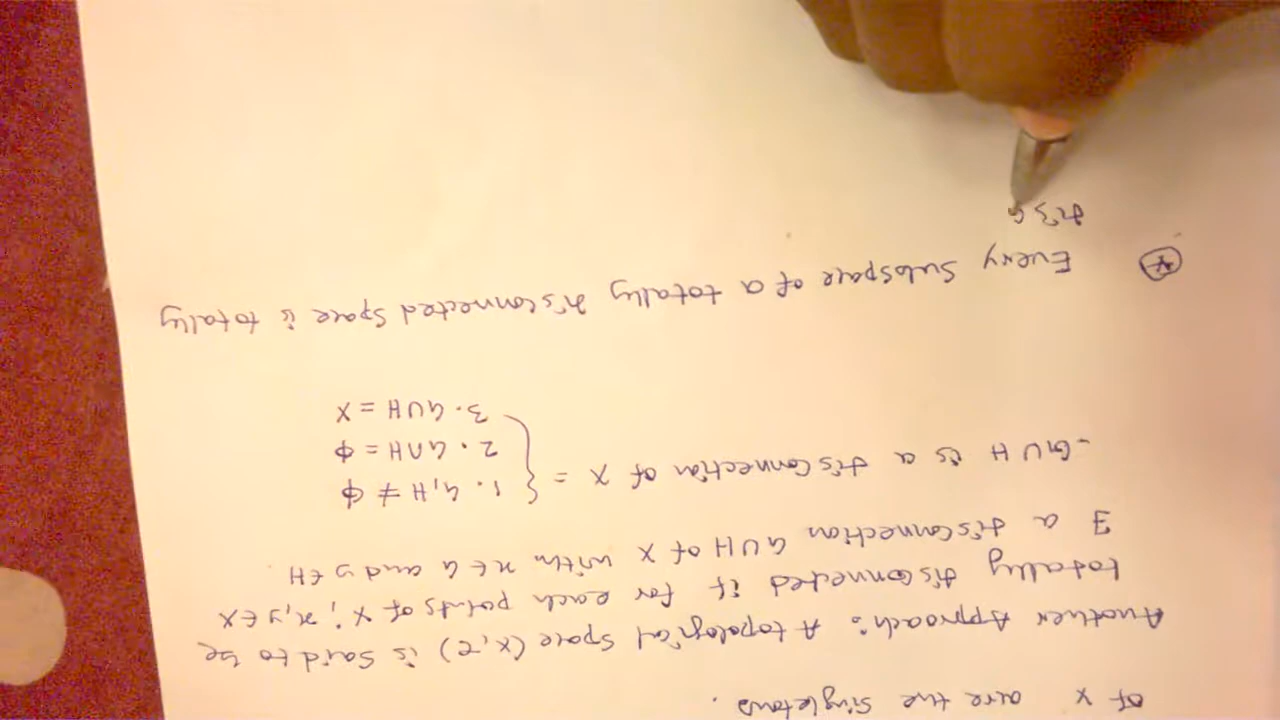 of X are the singletons.
Another Approach: A topological space (X, τ) is said to be
totally disconnected if for each points of X, x, y ∈ X
∃ a disconnection G∪H of X with x ∈ G and y ∈ H.
- G∪H is a disconnection of X = {
1. G, H ≠ φ
2. G∩H = φ
3. G∪H = X
* Every Subspace of a totally disconnected space is totally